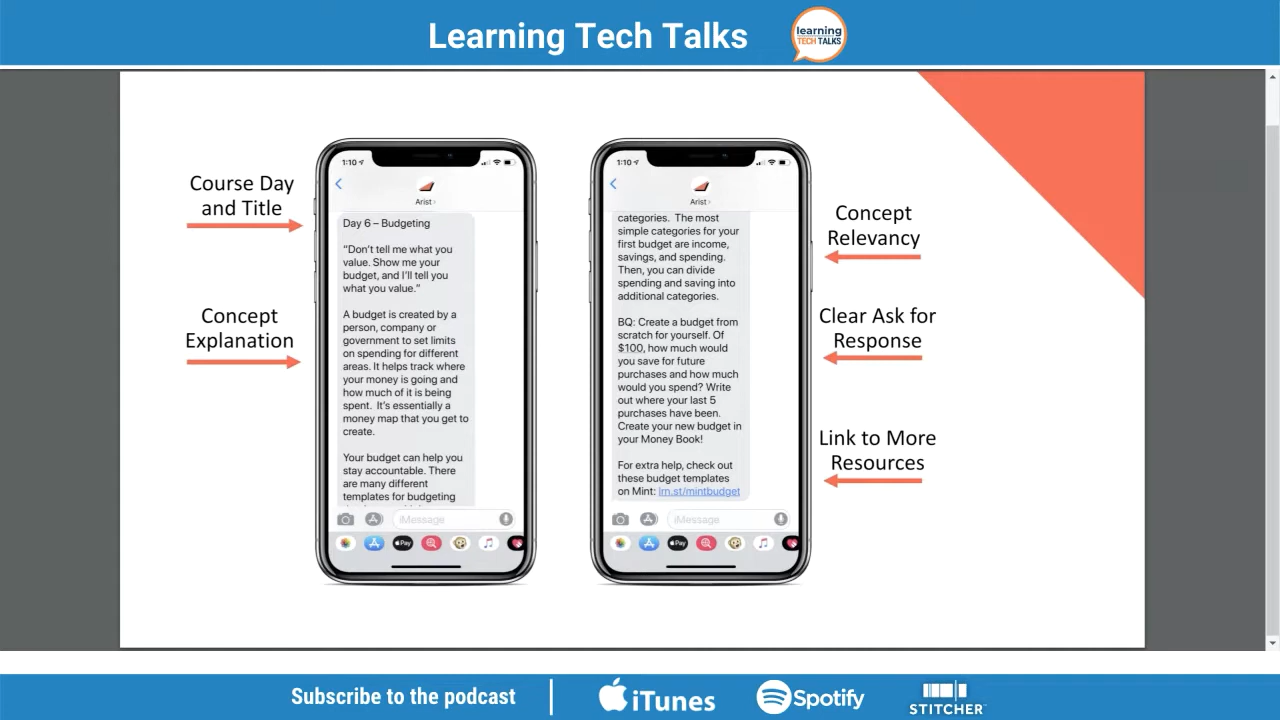 Learning Tech Talks
learning
TECH TALKS
Course Day
and Title
Concept
Explanation
1:10
Arist
Day 6 – Budgeting
“Don’t tell me what you
value. Show me your
budget, and I’ll tell you
what you value.”
A budget is created by a
person, company or
government to set limits
on spending for different
areas. It helps track where
your money is going and
how much of it is being
spent. It’s essentially a
money map that you get to
create.
Your budget can help you
stay accountable. There
are many different
templates for budgeting
iMessage
Pay
1:10
Arist
categories. The most
simple categories for your
first budget are income,
savings, and spending.
Then, you can divide
spending and saving into
additional categories.
BQ: Create a budget from
scratch for yourself. Of
$100, how much would
you save for future
purchases and how much
would you spend? Write
out where your last 5
purchases have been.
Create your new budget in
your Money Book!
For extra help, check out
these budget templates
on Mint: lrn.st/mintbudget
iMessage
Pay
Concept
Relevancy
Clear Ask for
Response
Link to More
Resources
Subscribe to the podcast
iTunes
Spotify
STITCHER